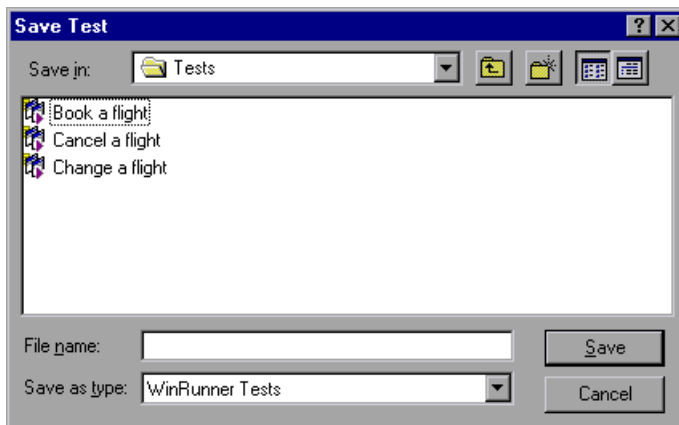 Save Test
Save in: Tests
Book a flight
Cancel a flight
Change a flight
File name: Save
Save as type: WinRunner Tests Cancel